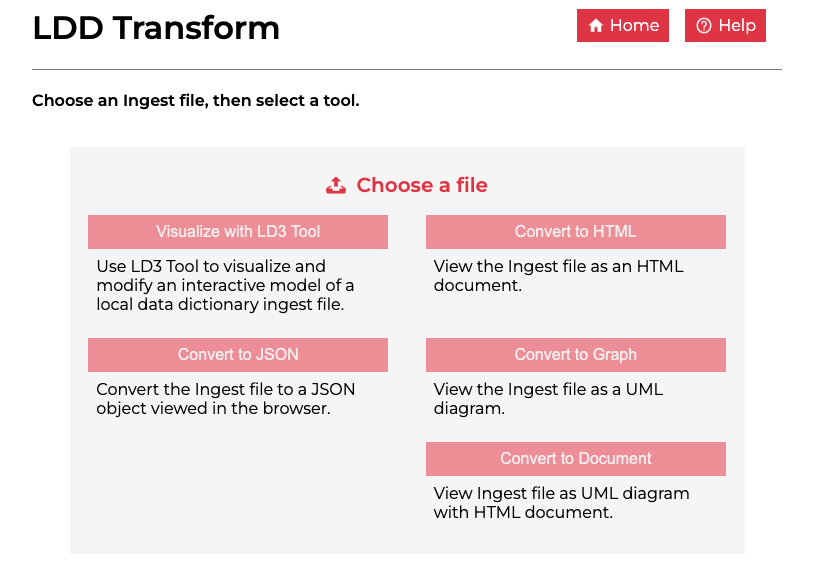 LDD Transform
Home
Help
Choose an Ingest file, then select a tool.
Choose a file
Visualize with LD3 Tool
Use LD3 Tool to visualize and
modify an interactive model of a
local data dictionary ingest file.
Convert to HTML
View the Ingest file as an HTML
document.
Convert to JSON
Convert the Ingest file to a JSON
object viewed in the browser.
Convert to Graph
View the Ingest file as a UML
diagram.
Convert to Document
View Ingest file as UML diagram
with HTML document.